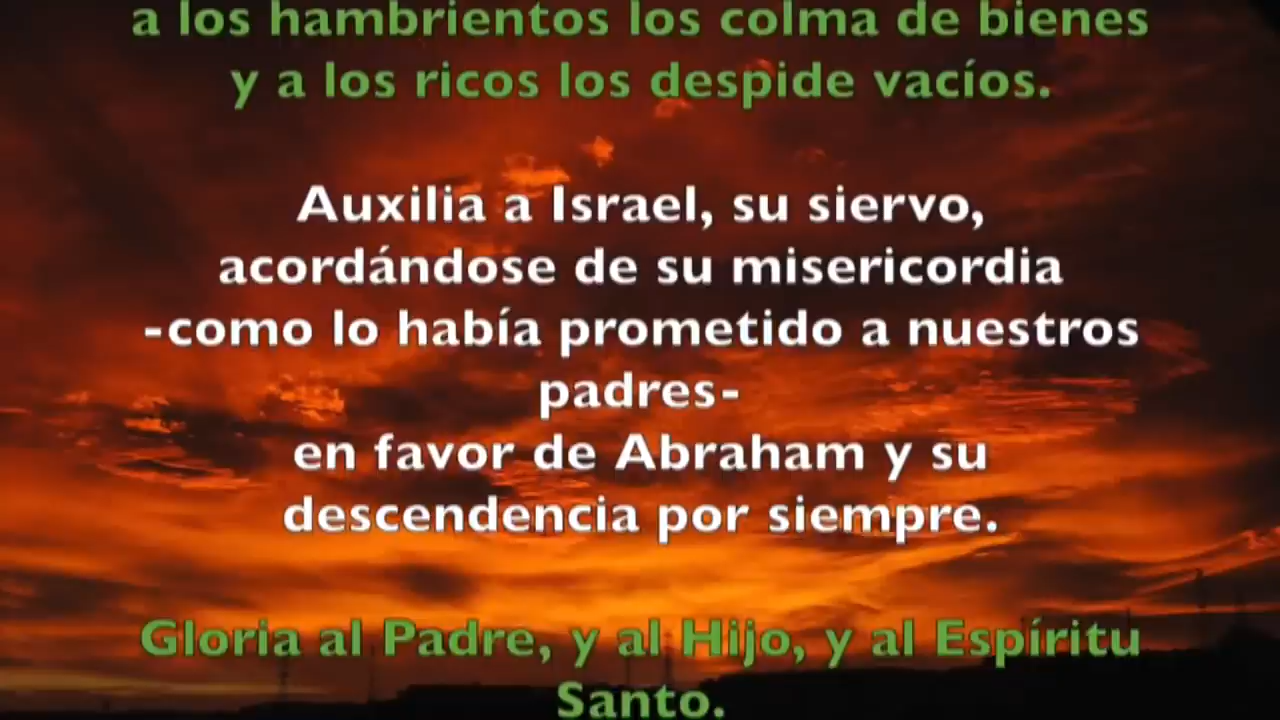 a los hambrientos los colma de bienes
y a los ricos los despide vacíos.
Auxilia a Israel, su siervo,
acordándose de su misericordia
-como lo había prometido a nuestros
padres-
en favor de Abraham y su
descendencia por siempre.
Gloria al Padre, y al Hijo, y al Espíritu
Santo.